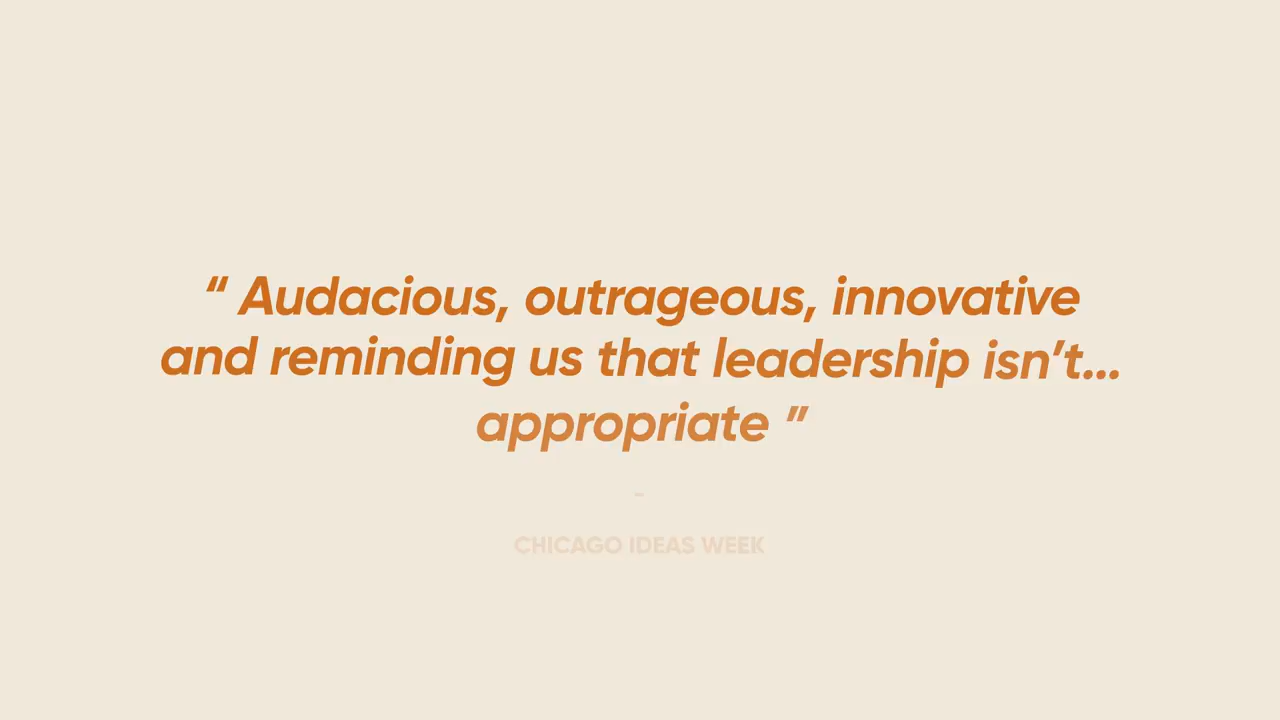 “ Audacious, outrageous, innovative
and reminding us that leadership isn’t...
appropriate ”
-
CHICAGO IDEAS WEEK